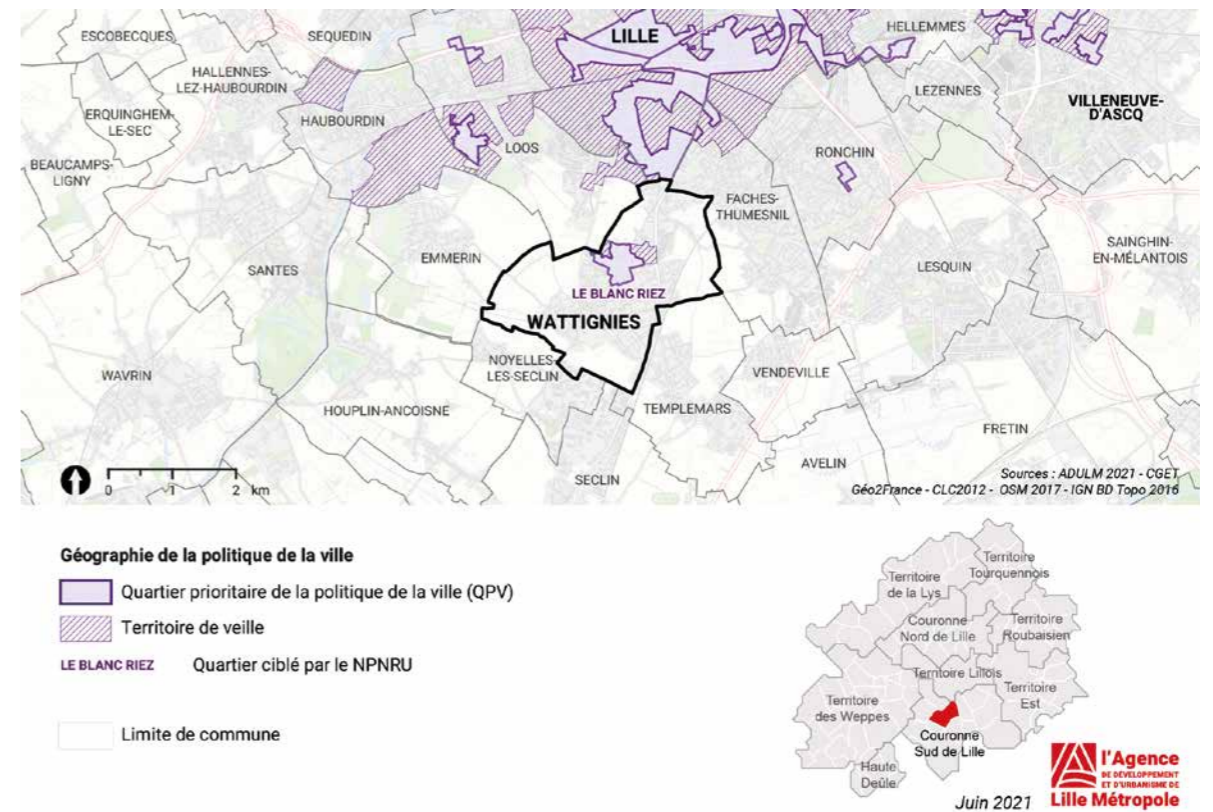 ESCOBECQUES
SEQUEDIN
LILLE
HELLEMMES
HALLENNES-
LEZ-HAUBOURDIN
LEZENNES
VILLENEUVE-
D'ASCQ
ERQUINGHEM-
LE-SEC
HAUBOURDIN
LOOS
RONCHIN
BEAUCAMPS-
LIGNY
FACHES-
THUMESNIL
SAINGHIN-
EN-MÉLANTOIS
EMMERIN
SANTES
LESQUIN
LE BLANC RIEZ
WATTIGNIES
NOYELLES-
LES-SECLIN
WAVRIN
VENDEVILLE
HOUPLIN-ANCOISNE
TEMPLEMARS
FRETIN
AVELIN
SECLIN
0 1 2 km
Sources : ADULM 2021 - CGET
Géo2France - CLC2012 - OSM 2017 - IGN BD Topo 2016
Géographie de la politique de la ville
Quartier prioritaire de la politique de la ville (QPV)
Territoire de veille
LE BLANC RIEZ Quartier ciblé par le NPNRU
Limite de commune
Territoire
Tourquennois
Territoire
de la Lys
Couronne
Nord de Lille
Territoire
Roubaisien
Territoire Lillois
Territoire
Est
Territoire
des Weppes
Couronne
Sud de Lille
Haute
Deûle
Juin 2021
l'Agence
DE DÉVELOPPEMENT
ET D'URBANISME DE
Lille Métropole